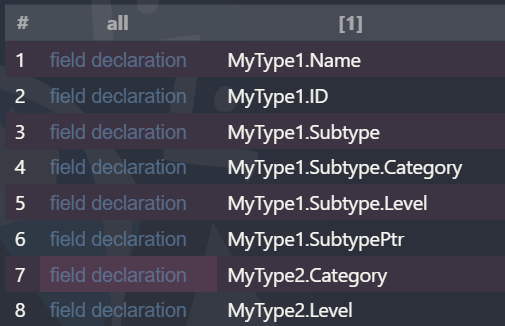 # all [1]
1 field declaration MyType1.Name
2 field declaration MyType1.ID
3 field declaration MyType1.Subtype
4 field declaration MyType1.Subtype.Category
5 field declaration MyType1.Subtype.Level
6 field declaration MyType1.SubtypePtr
7 field declaration MyType2.Category
8 field declaration MyType2.Level